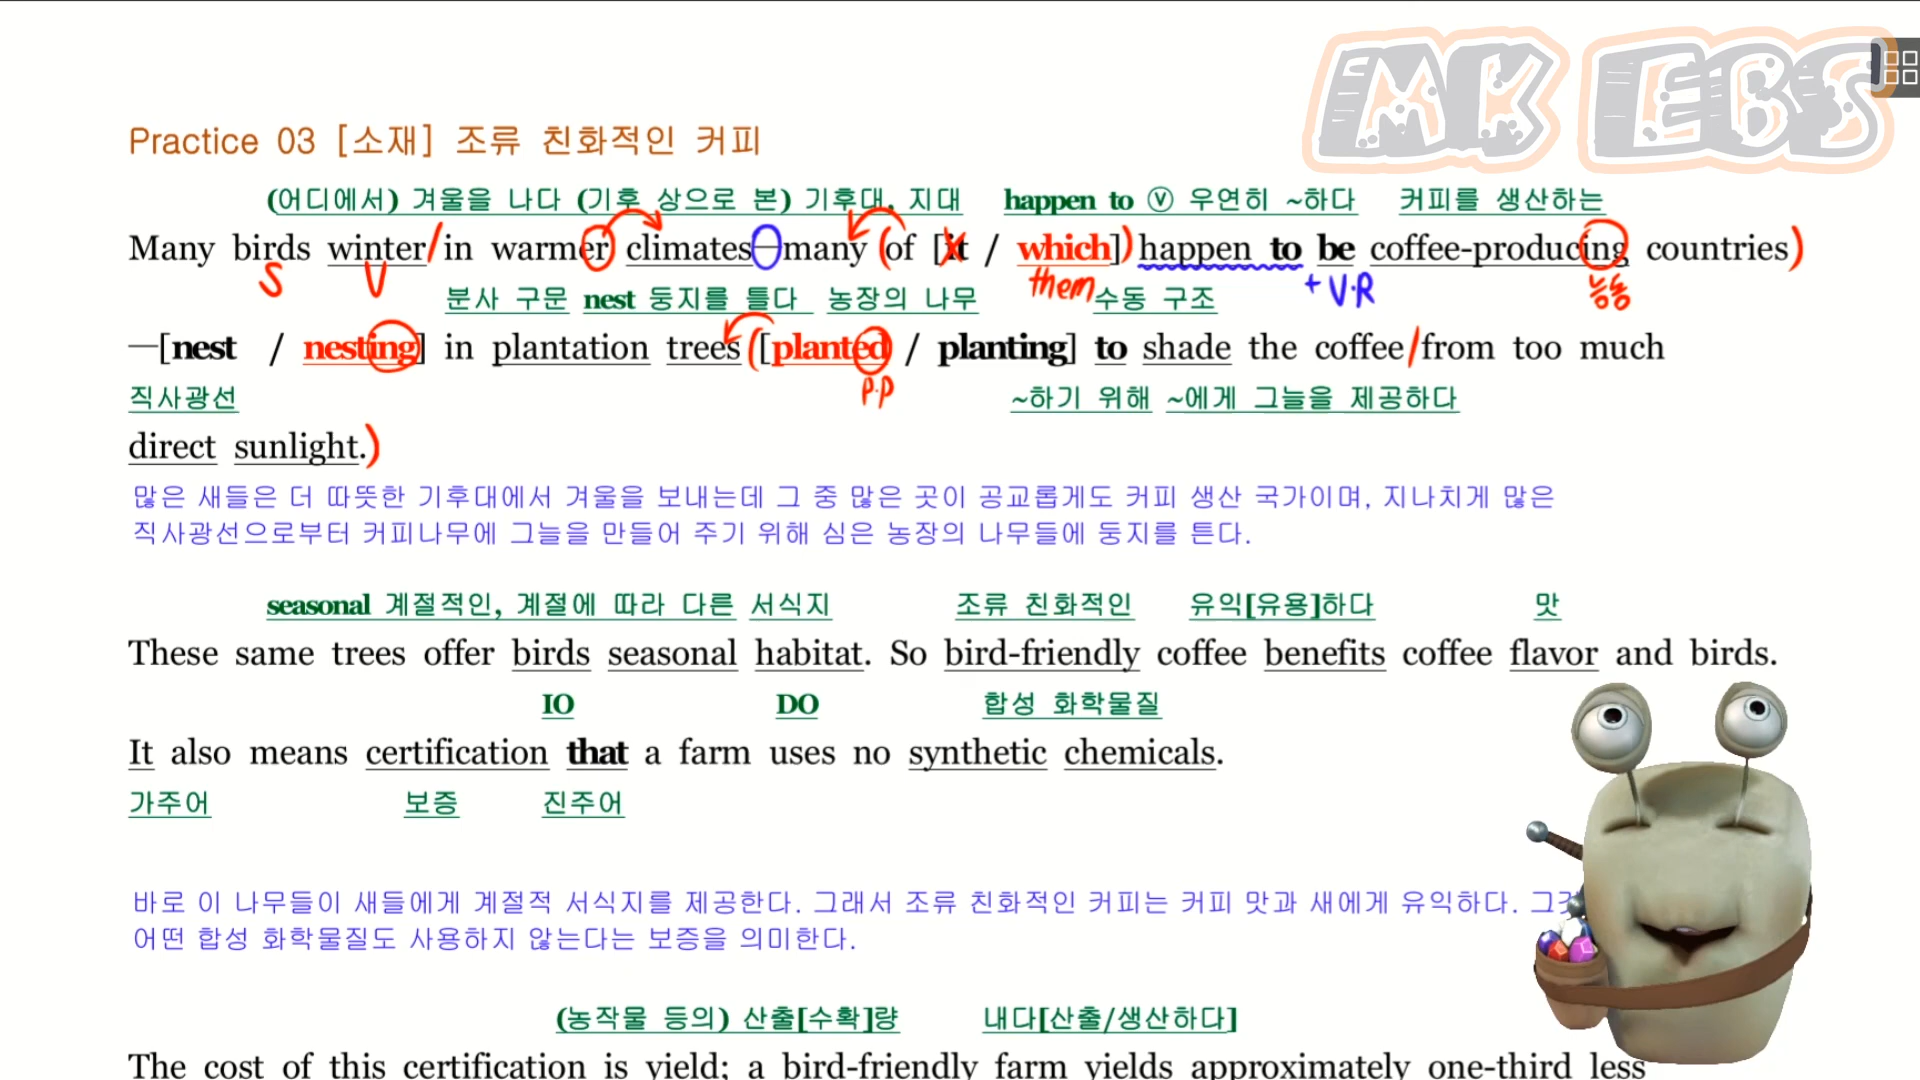 MK EBS
Practice 03 [소재] 조류 친화적인 커피
(어디에서) 겨울을 나다 (기후 상으로 본) 기후대, 지대 happen to ⓥ 우연히 ~하다 커피를 생산하는
Many birds winter/in warmer climates—many (of [it / which]) happen to be coffee-producing countries)
S V them + V·R 능동
분사 구문 nest 둥지를 틀다 농장의 나무 수동 구조
—[nest / nesting] in plantation trees ([planted / planting] to shade the coffee/from too much
p.p
직사광선 ~하기 위해 ~에게 그늘을 제공하다
direct sunlight.)
많은 새들은 더 따뜻한 기후대에서 겨울을 보내는데 그 중 많은 곳이 공교롭게도 커피 생산 국가이며, 지나치게 많은
직사광선으로부터 커피나무에 그늘을 만들어 주기 위해 심은 농장의 나무들에 둥지를 튼다.
seasonal 계절적인, 계절에 따라 다른 서식지 조류 친화적인 유익[유용]하다 맛
These same trees offer birds seasonal habitat. So bird-friendly coffee benefits coffee flavor and birds.
IO DO 합성 화학물질
It also means certification that a farm uses no synthetic chemicals.
가주어 보증 진주어
바로 이 나무들이 새들에게 계절적 서식지를 제공한다. 그래서 조류 친화적인 커피는 커피 맛과 새에게 유익하다.
어떤 합성 화학물질도 사용하지 않는다는 보증을 의미한다.
(농작물 등의) 산출[수확]량 내다[산출/생산하다]
The cost of this certification is yield; a bird-friendly farm yields approximately one-third less